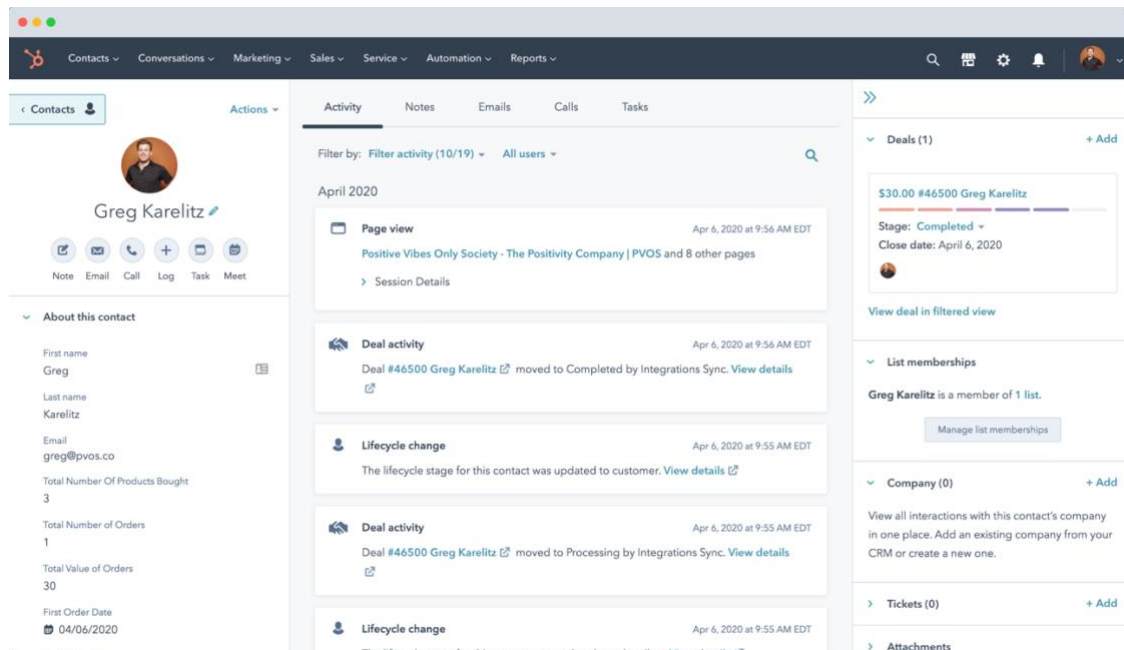 Contacts
Conversations
Marketing
Sales
Service
Automation
Reports
Contacts
Actions
Greg Karelitz
Note
Email
Call
Log
Task
Meet
About this contact
First name
Greg
Last name
Karelitz
Email
greg@pvos.co
Total Number Of Products Bought
3
Total Number of Orders
1
Total Value of Orders
30
First Order Date
04/06/2020
Activity
Notes
Emails
Calls
Tasks
Filter by: Filter activity (10/19) All users
April 2020
Page view Apr 6, 2020 at 9:56 AM EDT
Positive Vibes Only Society - The Positivity Company | PVOS and 8 other pages
Session Details
Deal activity Apr 6, 2020 at 9:56 AM EDT
Deal #46500 Greg Karelitz moved to Completed by Integrations Sync. View details
Lifecycle change Apr 6, 2020 at 9:55 AM EDT
The lifecycle stage for this contact was updated to customer. View details
Deal activity Apr 6, 2020 at 9:55 AM EDT
Deal #46500 Greg Karelitz moved to Processing by Integrations Sync. View details
Lifecycle change Apr 6, 2020 at 9:55 AM EDT
Deals (1) + Add
$30.00 #46500 Greg Karelitz
Stage: Completed
Close date: April 6, 2020
View deal in filtered view
List memberships
Greg Karelitz is a member of 1 list.
Manage list memberships
Company (0) + Add
View all interactions with this contact's company
in one place. Add an existing company from your
CRM or create a new one.
Tickets (0) + Add
Attachments